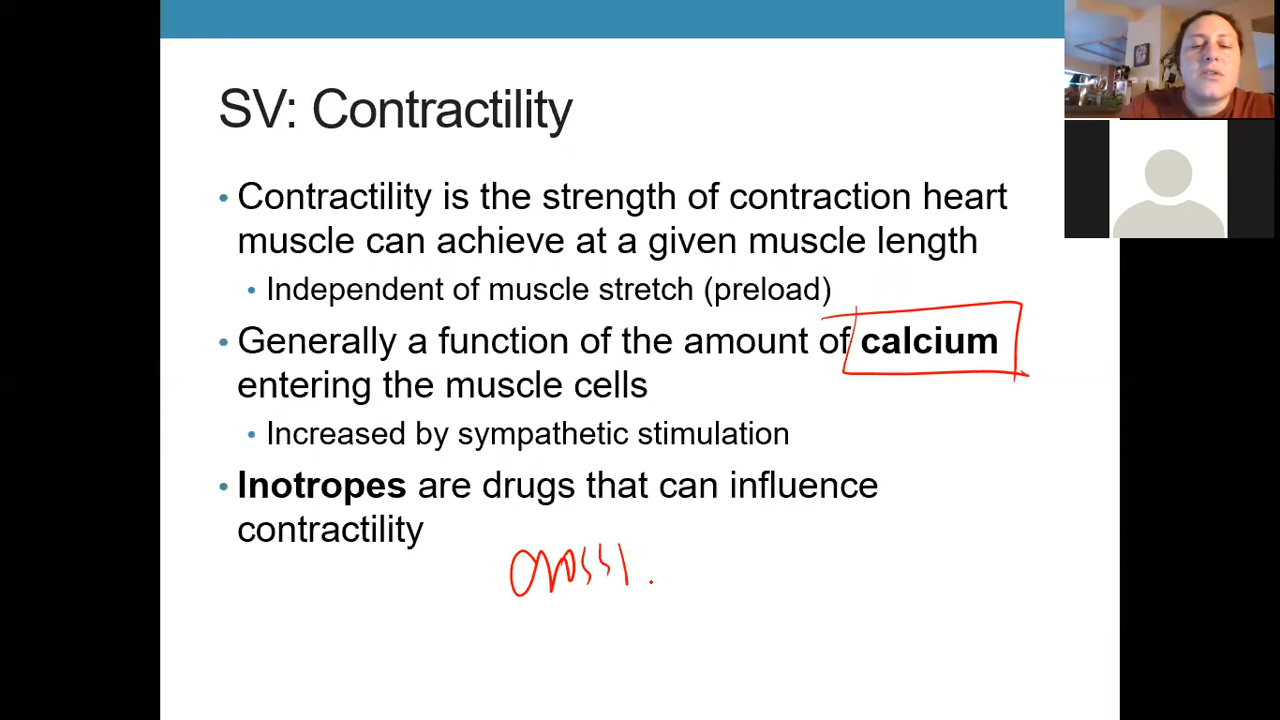 SV: Contractility
• Contractility is the strength of contraction heart
muscle can achieve at a given muscle length
• Independent of muscle stretch (preload)
• Generally a function of the amount of calcium
entering the muscle cells
• Increased by sympathetic stimulation
• Inotropes are drugs that can influence
contractility